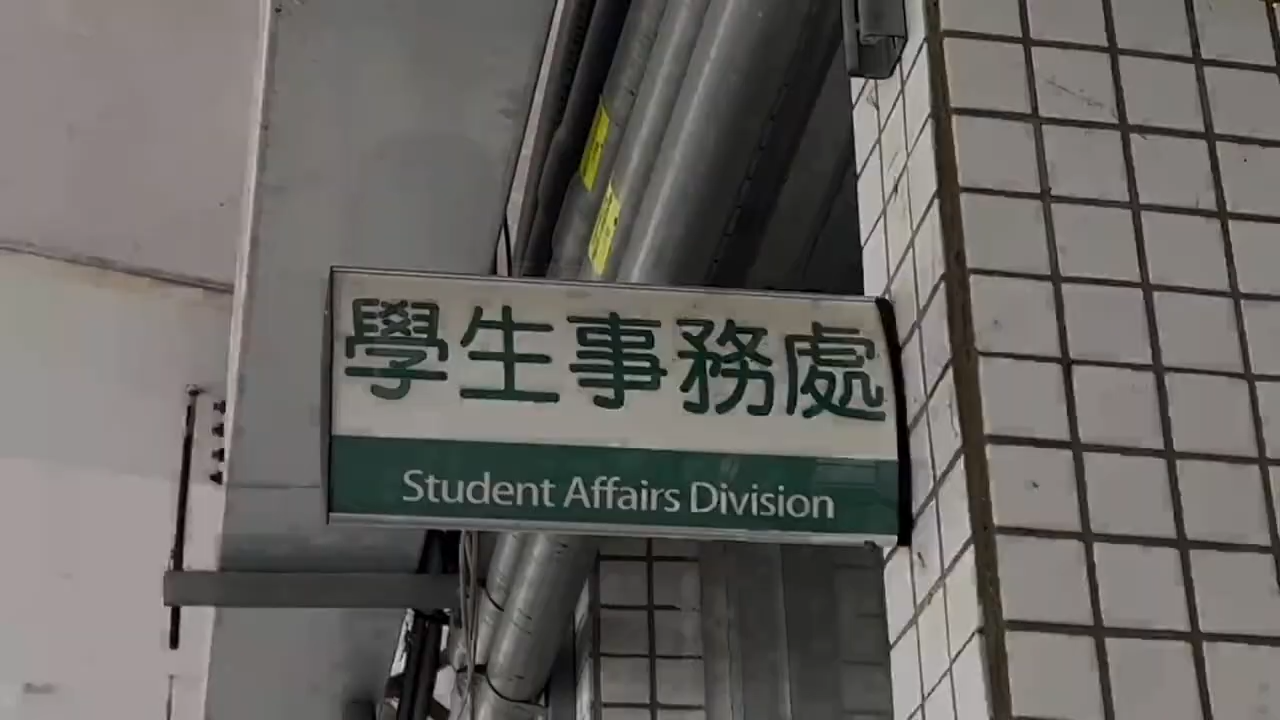 學生事務處
Student Affairs Division